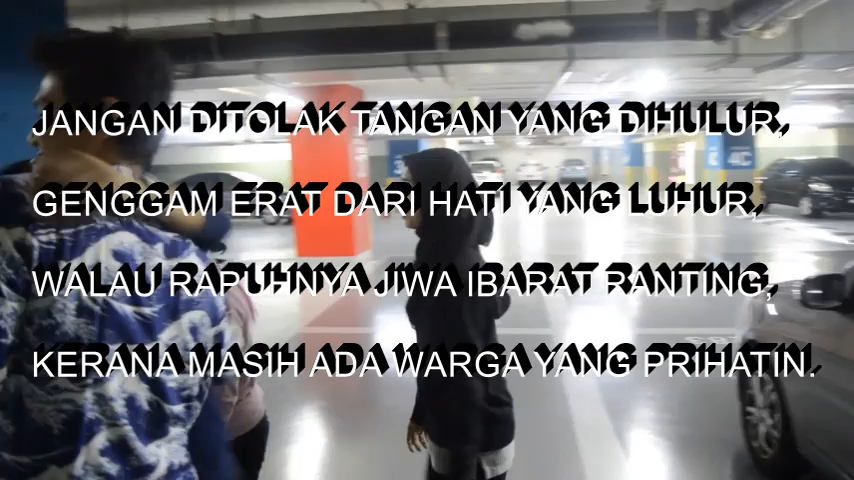 JANGAN DITOLAK TANGAN YANG DIHULUR,
GENGGAM ERAT DARI HATI YANG LUHUR,
WALAU RAPUHNYA JIWA IBARAT RANTING,
KERANA MASIH ADA WARGA YANG PRIHATIN.